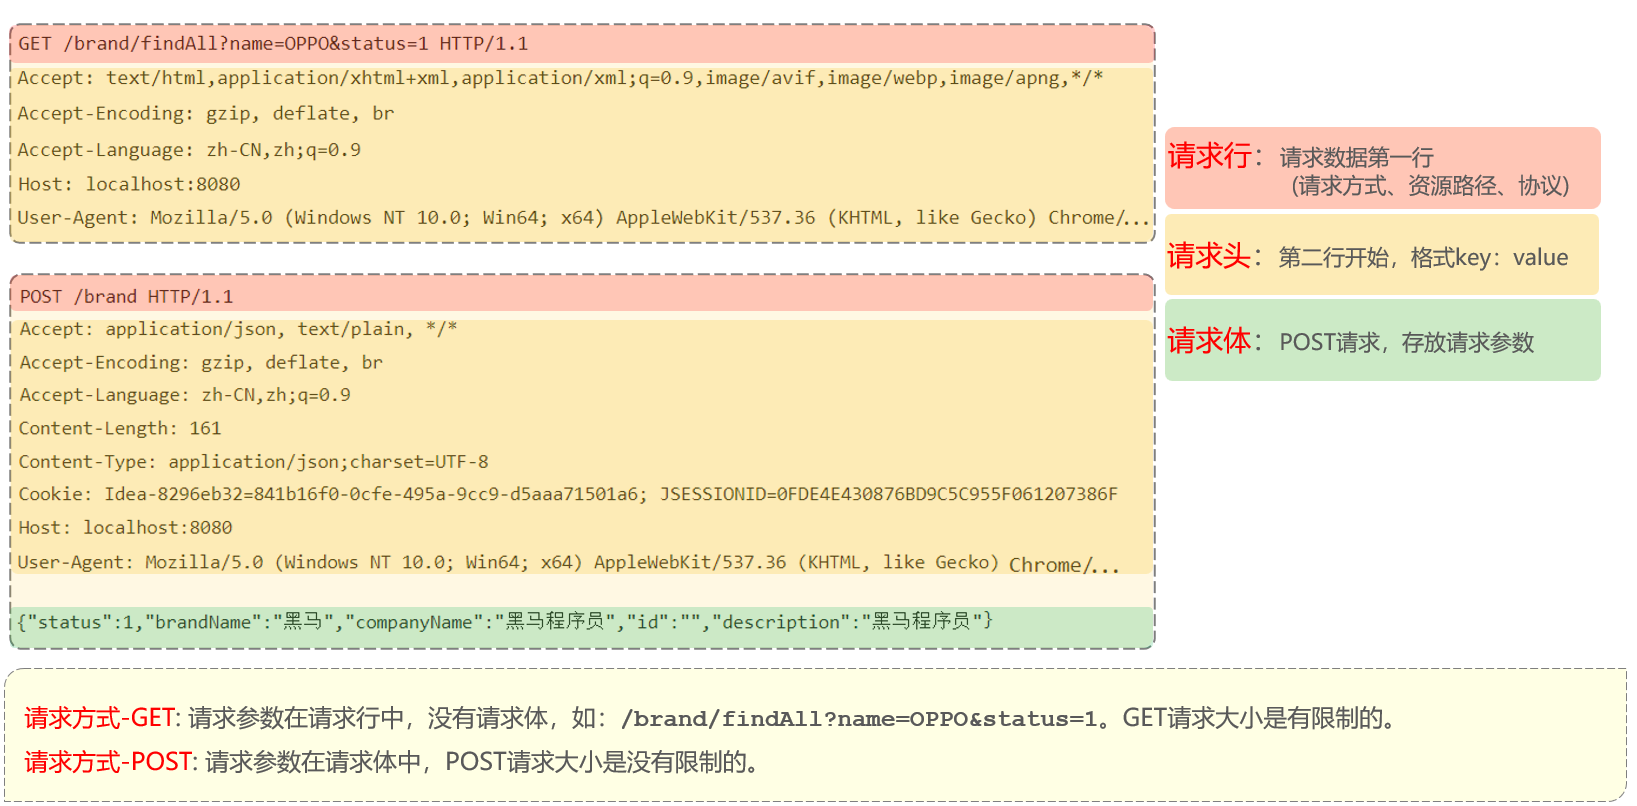 GET /brand/findAll?name=OPPO&status=1 HTTP/1.1
Accept: text/html,application/xhtml+xml,application/xml;q=0.9,image/avif,image/webp,image/apng,*/*
Accept-Encoding: gzip, deflate, br
Accept-Language: zh-CN,zh;q=0.9
Host: localhost:8080
User-Agent: Mozilla/5.0 (Windows NT 10.0; Win64; x64) AppleWebKit/537.36 (KHTML, like Gecko) Chrome/...
POST /brand HTTP/1.1
Accept: application/json, text/plain, */*
Accept-Encoding: gzip, deflate, br
Accept-Language: zh-CN,zh;q=0.9
Content-Length: 161
Content-Type: application/json;charset=UTF-8
Cookie: Idea-8296eb32=841b16f0-0cfe-495a-9cc9-d5aaa71501a6; JSESSIONID=0FDE4E430876BD9C5C955F061207386F
Host: localhost:8080
User-Agent: Mozilla/5.0 (Windows NT 10.0; Win64; x64) AppleWebKit/537.36 (KHTML, like Gecko) Chrome/...
{"status":1,"brandName":"黑马","companyName":"黑马程序员","id":"","description":"黑马程序员"}
请求行：请求数据第一行
(请求方式、资源路径、协议)
请求头：第二行开始，格式key：value
请求体：POST请求，存放请求参数
请求方式-GET: 请求参数在请求行中，没有请求体，如：/brand/findAll?name=OPPO&status=1。GET请求大小是有限制的。
请求方式-POST: 请求参数在请求体中，POST请求大小是没有限制的。